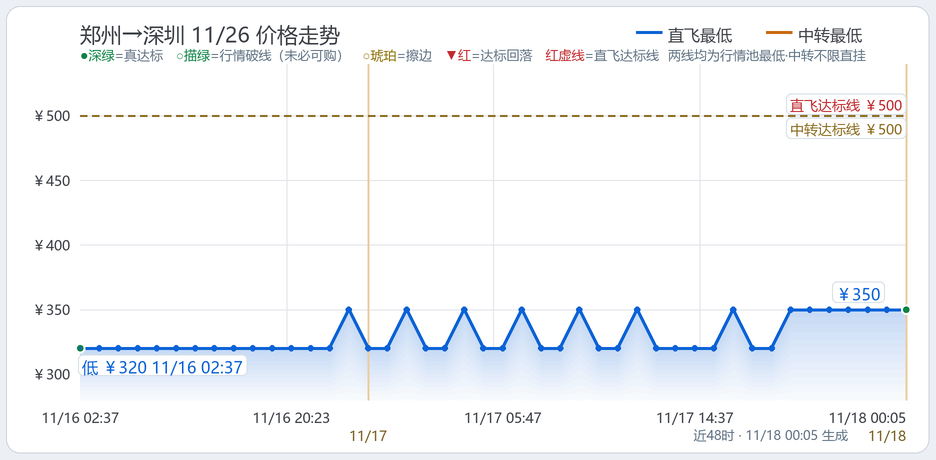 郑州→深圳 11/26 价格走势
直飞最低 中转最低
●深绿=真达标 ○描绿=行情破线（未必可购） ○琥珀=擦边 ▼红=达标回落 红虚线=直飞达标线 两线均为行情池最低·中转不限直挂
¥500
直飞达标线 ¥500
中转达标线 ¥500
¥450
¥400
¥350
¥350
¥300
低 ¥320 11/16 02:37
11/16 02:37 11/16 20:23 11/17 05:47 11/17 14:37 11/18 00:05
11/17 近48时 · 11/18 00:05 生成 11/18